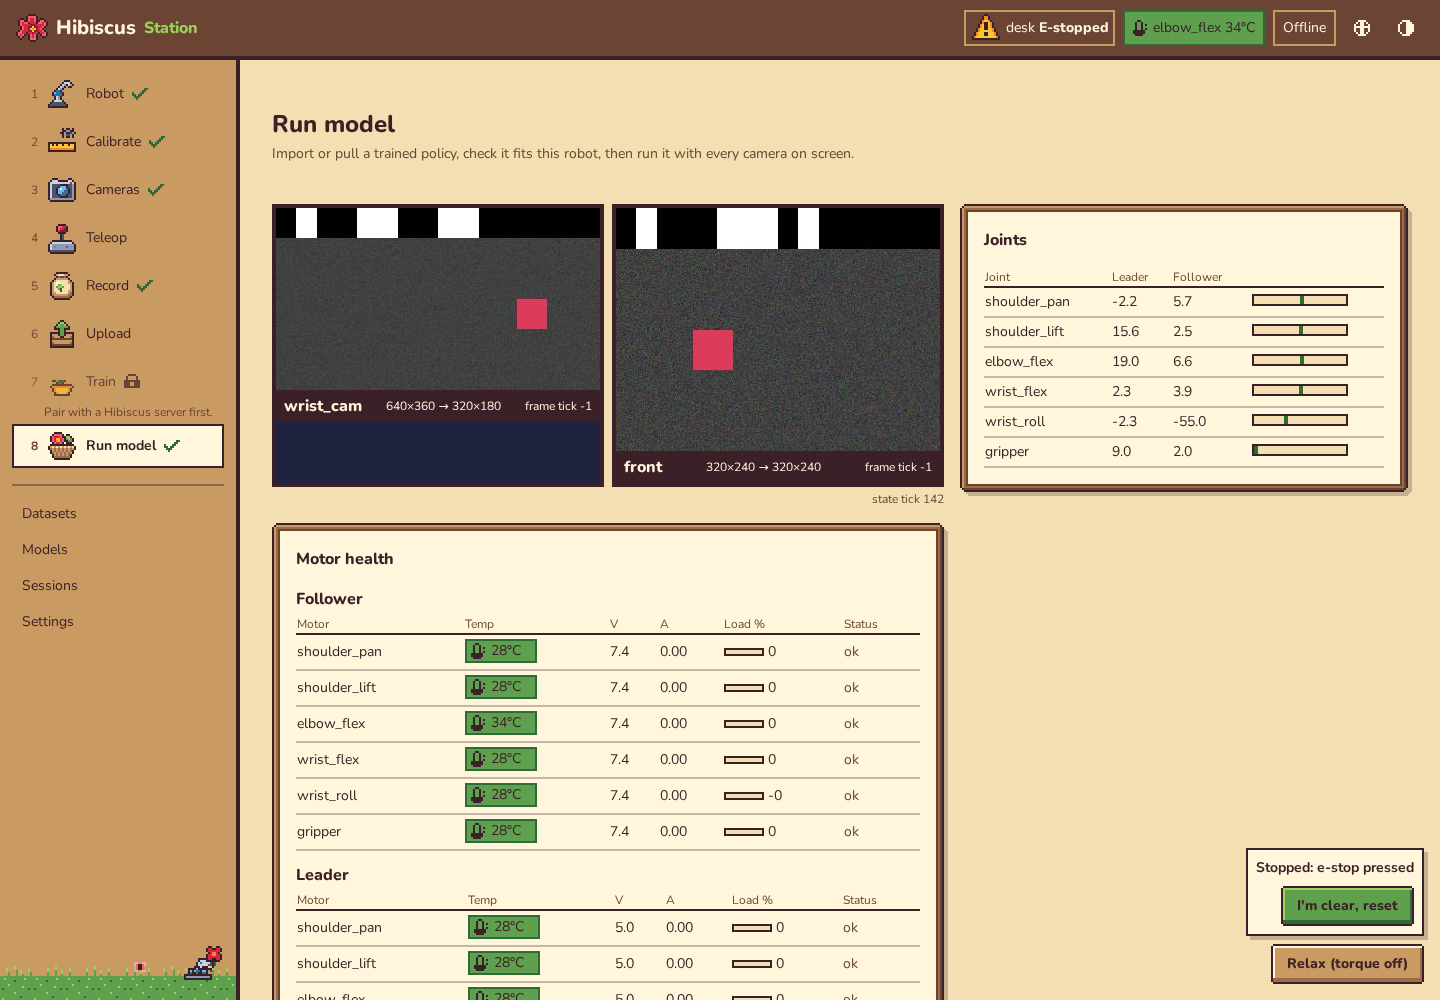 Hibiscus Station
desk E-stopped
elbow_flex 34°C
Offline
1 Robot
2 Calibrate
3 Cameras
4 Teleop
5 Record
6 Upload
7 Train
Pair with a Hibiscus server first.
8 Run model
Datasets
Models
Sessions
Settings
Run model
Import or pull a trained policy, check it fits this robot, then run it with every camera on screen.
wrist_cam 640×360 → 320×180 frame tick -1
front 320×240 → 320×240 frame tick -1
state tick 142
Joints
Joint Leader Follower
shoulder_pan -2.2 5.7
shoulder_lift 15.6 2.5
elbow_flex 19.0 6.6
wrist_flex 2.3 3.9
wrist_roll -2.3 -55.0
gripper 9.0 2.0
Motor health
Follower
Motor Temp V A Load % Status
shoulder_pan 28°C 7.4 0.00 0 ok
shoulder_lift 28°C 7.4 0.00 0 ok
elbow_flex 34°C 7.4 0.00 0 ok
wrist_flex 28°C 7.4 0.00 0 ok
wrist_roll 28°C 7.4 0.00 -0 ok
gripper 28°C 7.4 0.00 0 ok
Leader
Motor Temp V A Load % Status
shoulder_pan 28°C 5.0 0.00 0 ok
shoulder_lift 28°C 5.0 0.00 0 ok
elbow_flex 28°C 5.0 0.00 0 ok
Stopped: e-stop pressed
I'm clear, reset
Relax (torque off)